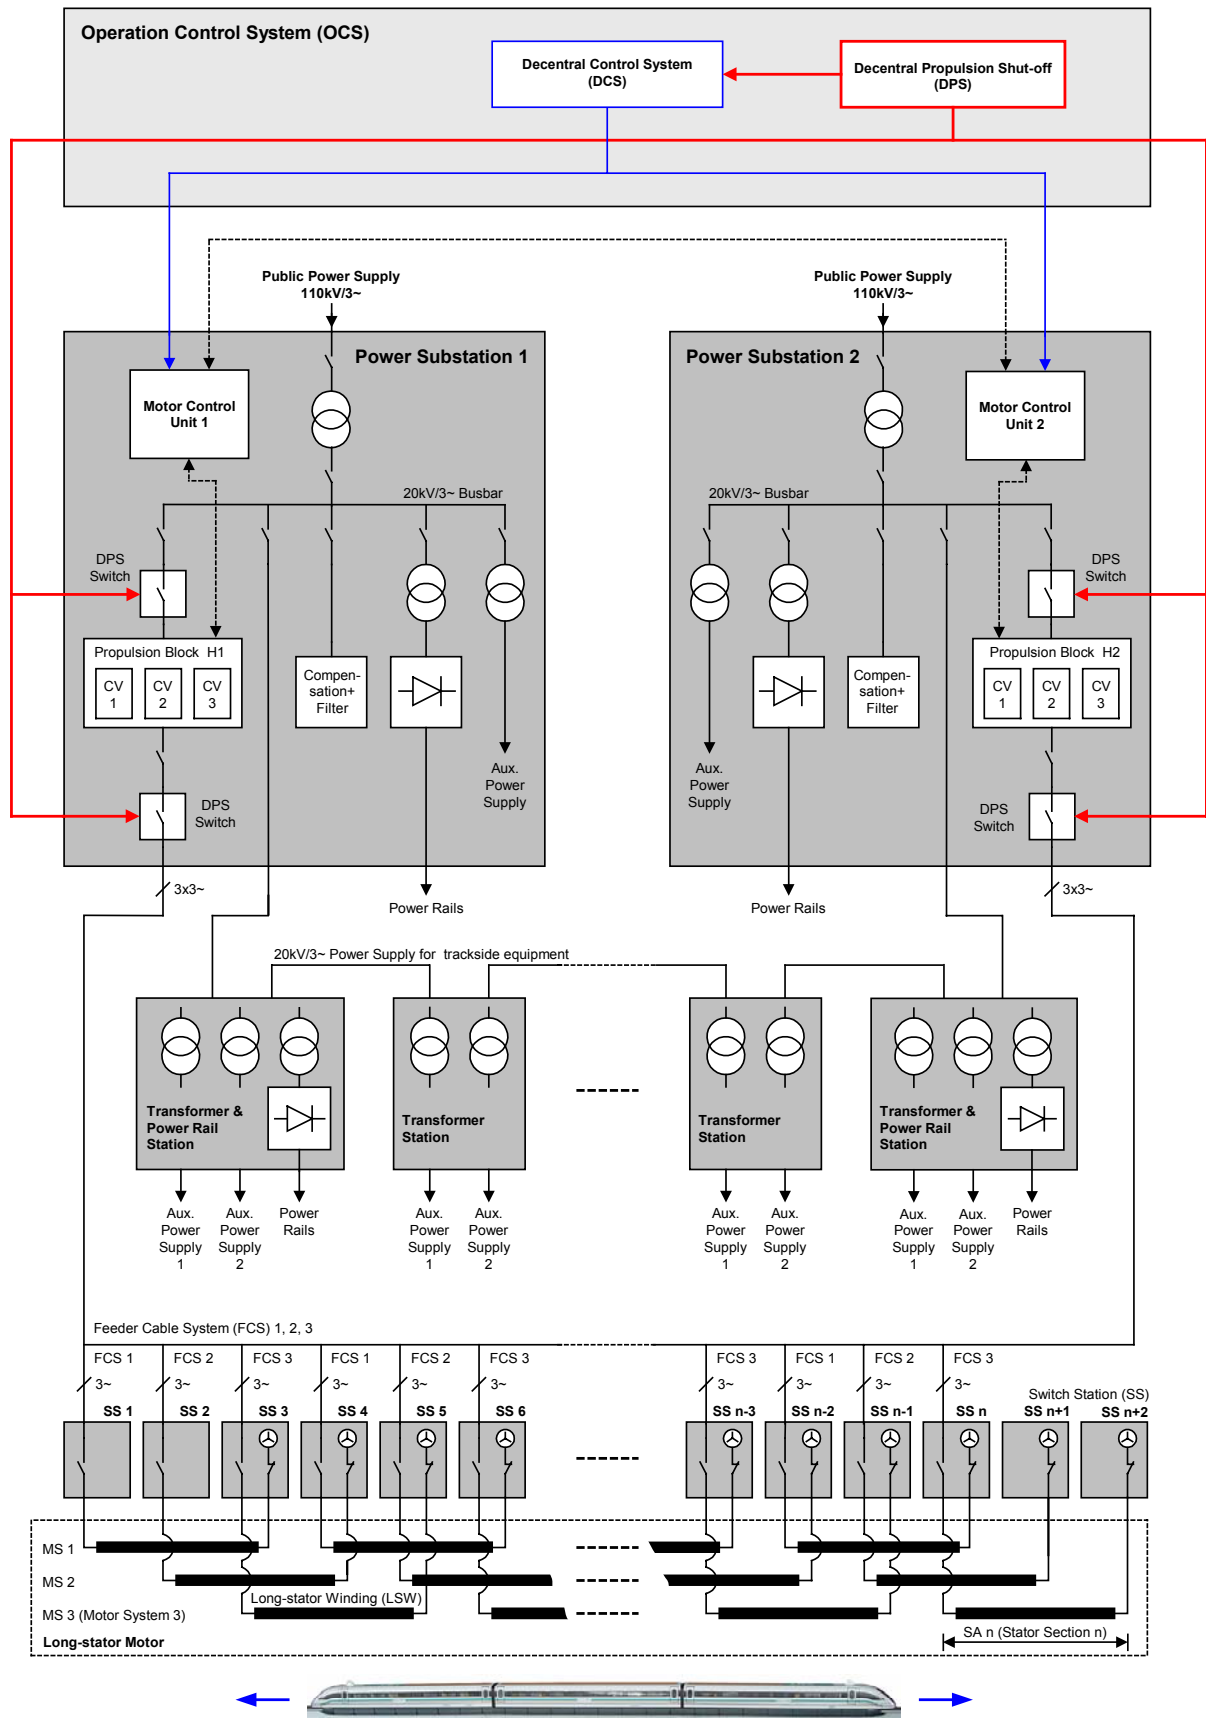 Operation Control System (OCS)
Decentral Control System
(DCS)
Decentral Propulsion Shut-off
(DPS)
Public Power Supply
110kV/3~
Public Power Supply
110kV/3~
Power Substation 1
Power Substation 2
Motor Control
Unit 1
Motor Control
Unit 2
20kV/3~ Busbar
20kV/3~ Busbar
DPS
Switch
DPS
Switch
Propulsion Block H1
CV
1
CV
2
CV
3
Compen-
sation+
Filter
Compen-
sation+
Filter
Propulsion Block H2
CV
1
CV
2
CV
3
Aux.
Power
Supply
Aux.
Power
Supply
DPS
Switch
DPS
Switch
3x3~
3x3~
Power Rails
Power Rails
20kV/3~ Power Supply for trackside equipment
Transformer &
Power Rail
Station
Transformer
Station
Transformer
Station
Transformer &
Power Rail
Station
Aux.
Power
Supply
1
Aux.
Power
Supply
2
Power
Rails
Aux.
Power
Supply
1
Aux.
Power
Supply
2
Aux.
Power
Supply
1
Aux.
Power
Supply
2
Aux.
Power
Supply
1
Aux.
Power
Supply
2
Power
Rails
Feeder Cable System (FCS) 1, 2, 3
FCS 1
FCS 2
FCS 3
FCS 1
FCS 2
FCS 3
FCS 3
FCS 1
FCS 2
FCS 3
3~
3~
3~
3~
3~
3~
3~
3~
3~
3~
Switch Station (SS)
SS 1
SS 2
SS 3
SS 4
SS 5
SS 6
SS n-3
SS n-2
SS n-1
SS n
SS n+1
SS n+2
MS 1
MS 2
Long-stator Winding (LSW)
MS 3 (Motor System 3)
SA n (Stator Section n)
Long-stator Motor